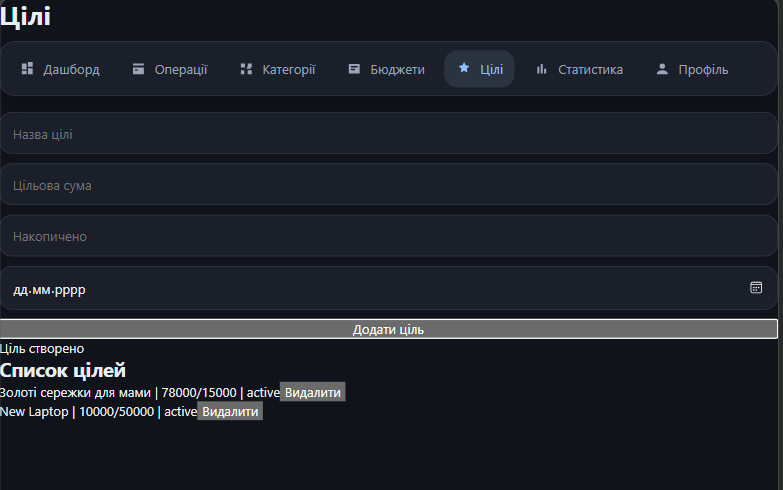 Цілі
Дашборд Операції Категорії Бюджети Цілі Статистика Профіль
Назва цілі
Цільова сума
Накопичено
дд.мм.рррр
Додати ціль
Ціль створено
Список цілей
Золоті сережки для мами | 78000/15000 | active Видалити
New Laptop | 10000/50000 | active Видалити